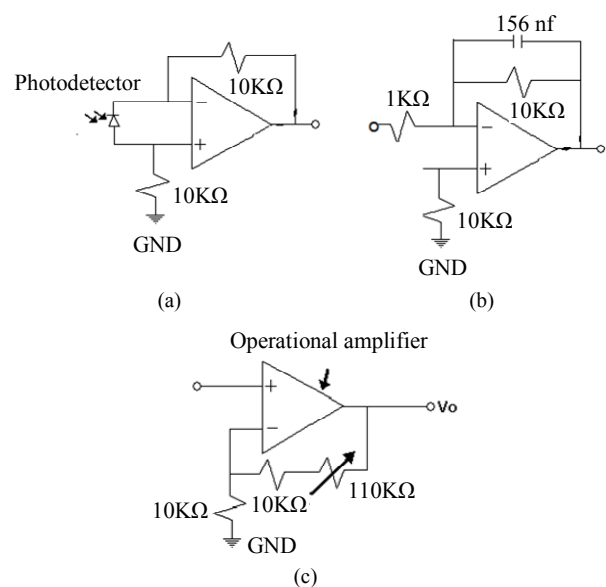 Photodetector
10KΩ
10KΩ
GND
(a)
156 nf
1KΩ
10KΩ
10KΩ
GND
(b)
Operational amplifier
Vo
10KΩ
10KΩ
110KΩ
GND
(c)